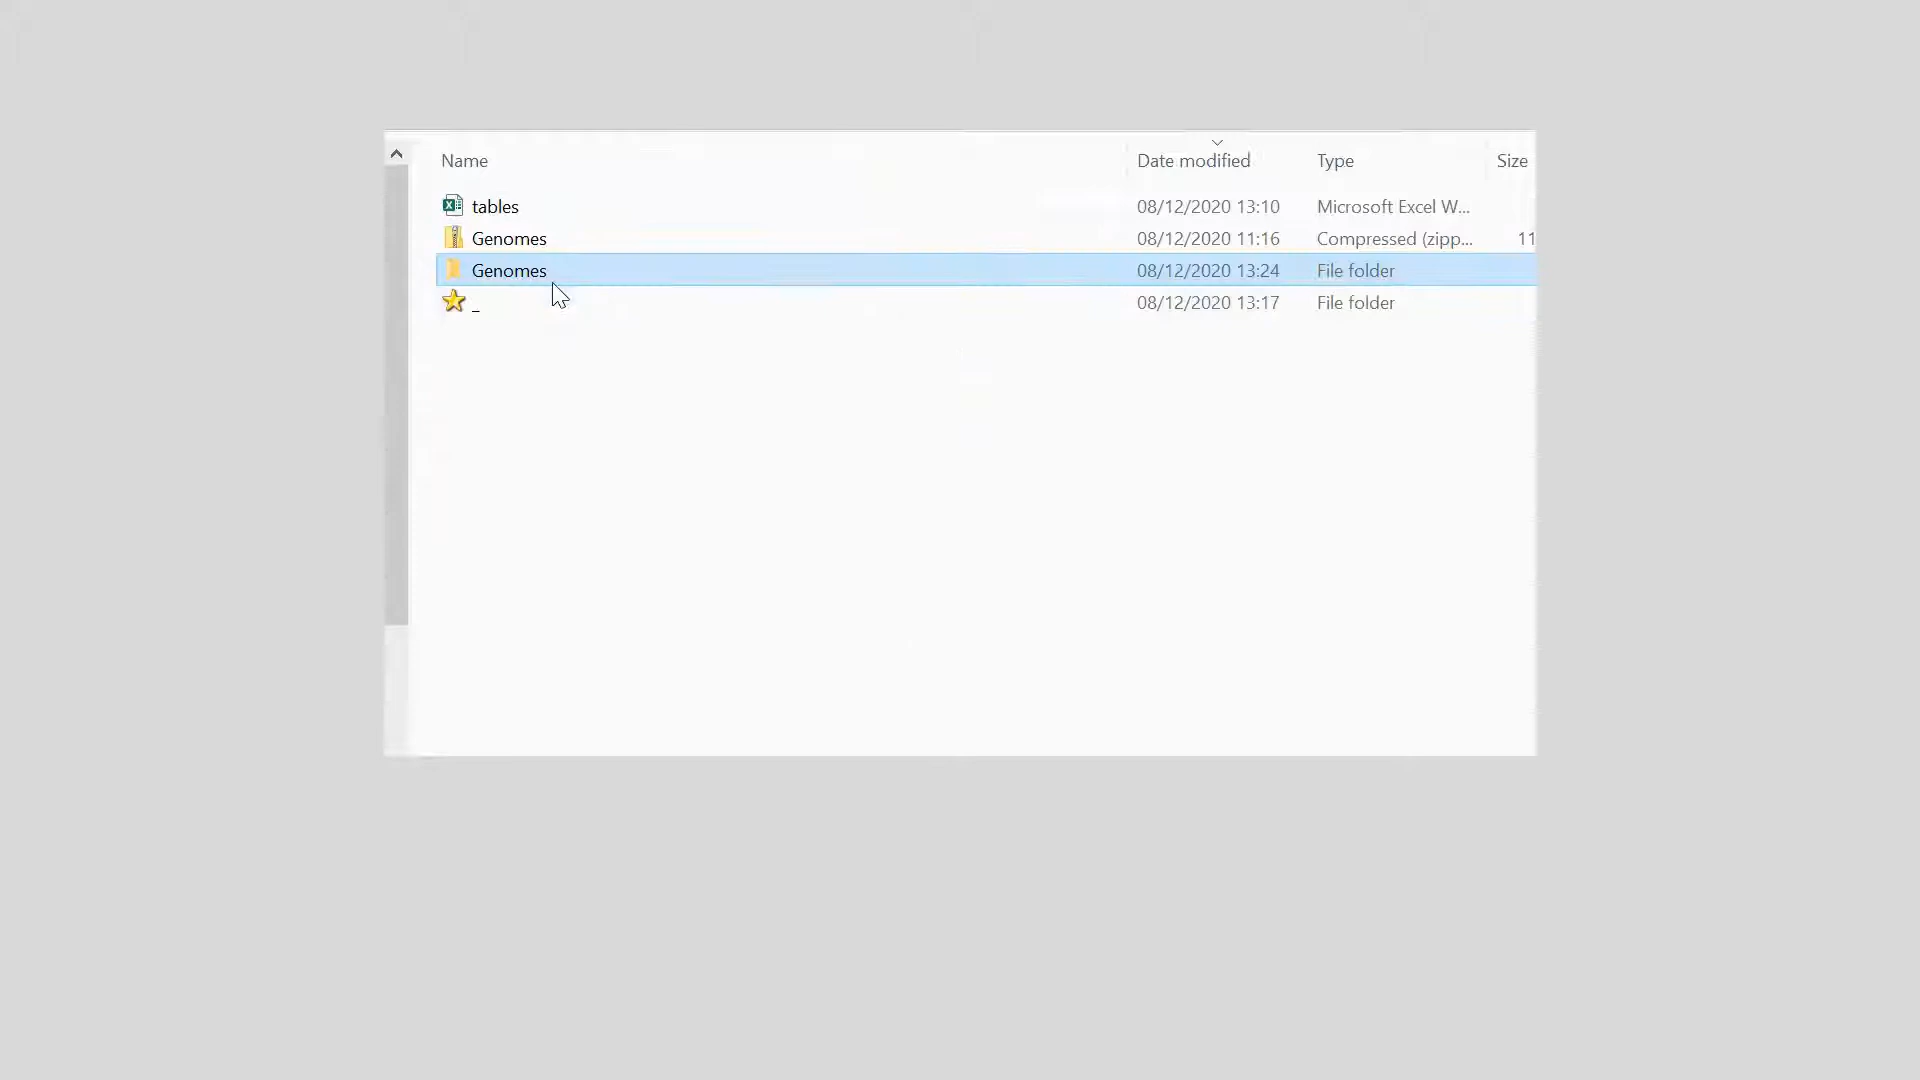 Name Date modified Type Size
tables 08/12/2020 13:10 Microsoft Excel W...
Genomes 08/12/2020 11:16 Compressed (zipp... 11
Genomes 08/12/2020 13:24 File folder
_ 08/12/2020 13:17 File folder